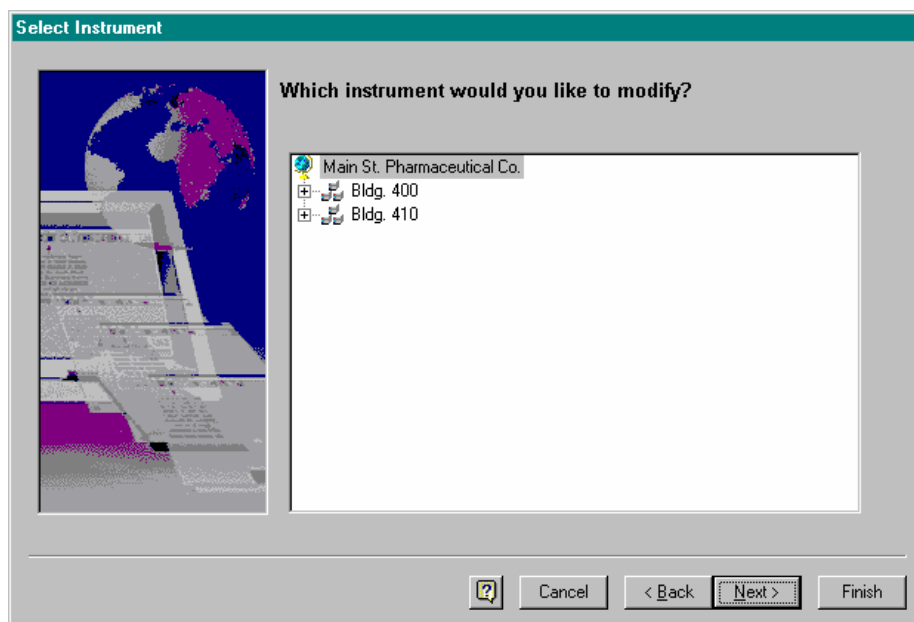 Select Instrument
Which instrument would you like to modify?
Main St. Pharmaceutical Co.
Bldg. 400
Bldg. 410
Cancel
< Back
Next >
Finish